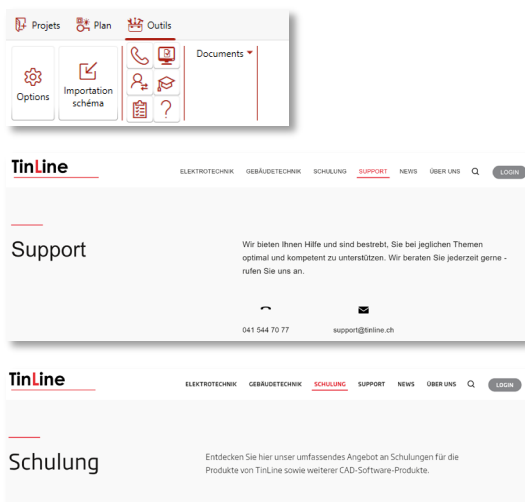 Projets Plan Outils
Options
Importation
schéma
Documents
TinLine
ELEKTROTECHNIK GEBÄUDETECHNIK SCHULUNG SUPPORT NEWS ÜBER UNS LOGIN
Support
Wir bieten Ihnen Hilfe und sind bestrebt, Sie bei jeglichen Themen
optimal und kompetent zu unterstützen. Wir beraten Sie jederzeit gerne -
rufen Sie uns an.
041 544 70 77 support@tinline.ch
TinLine
ELEKTROTECHNIK GEBÄUDETECHNIK SCHULUNG SUPPORT NEWS ÜBER UNS LOGIN
Schulung
Entdecken Sie hier unser umfassendes Angebot an Schulungen für die
Produkte von TinLine sowie weiterer CAD-Software-Produkte.